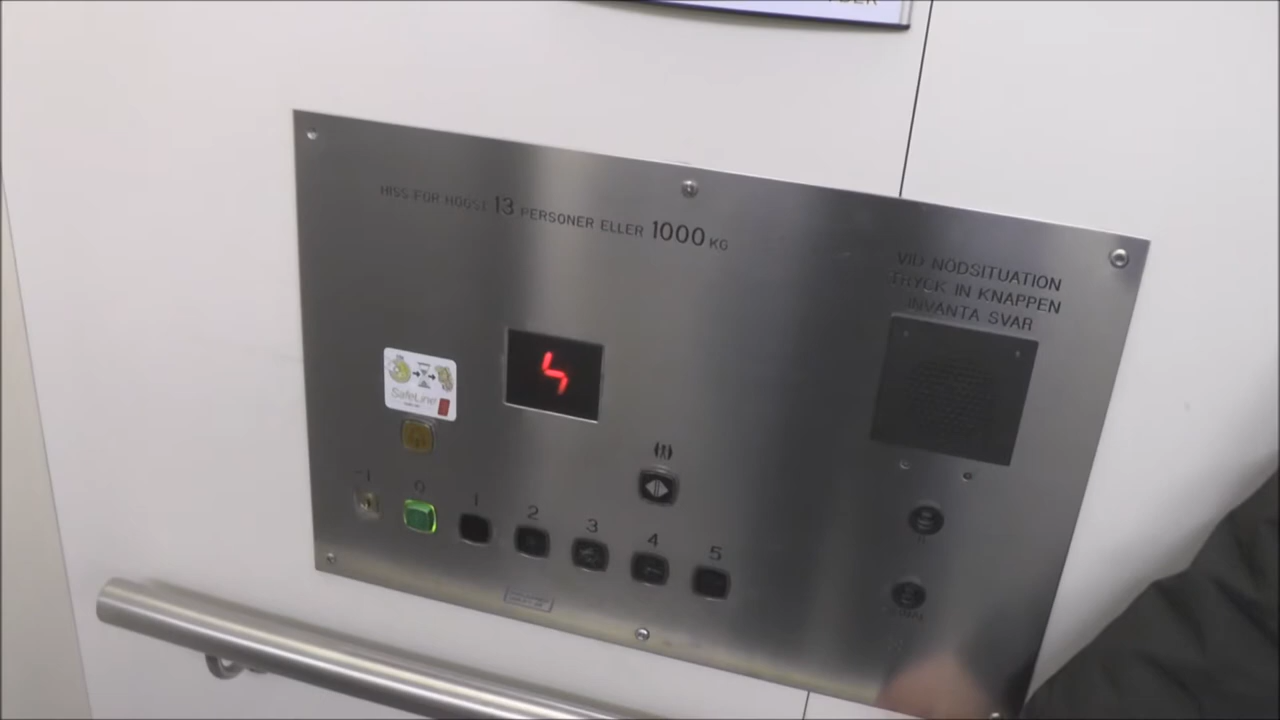 HISS FÖR HÖGST 13 PERSONER ELLER 1000 KG
VID NÖDSITUATION
TRYCK IN KNAPPEN
INVÄNTA SVAR
SafeLine
-1
0
1
2
3
4
5